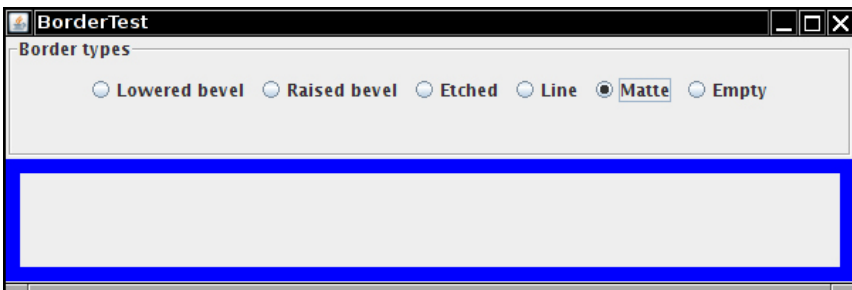 BorderTest
Border types
Lowered bevel Raised bevel Etched Line Matte Empty